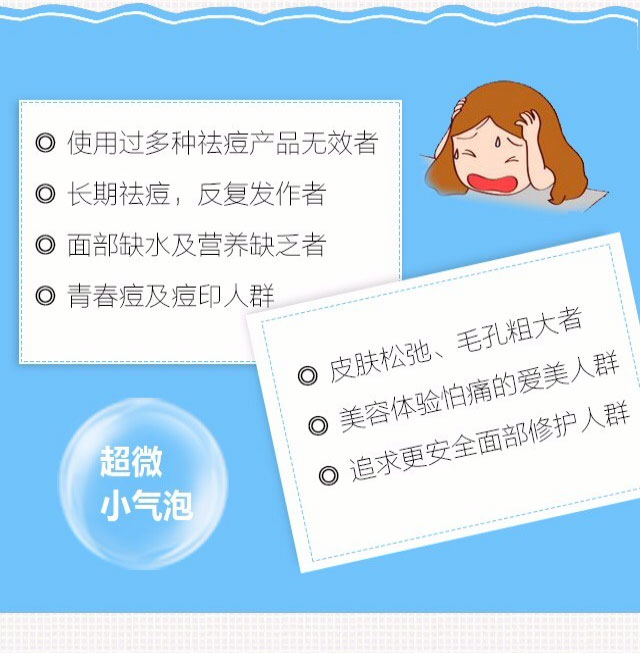 使用过多种祛痘产品无效者
长期祛痘，反复发作者
面部缺水及营养缺乏者
青春痘及痘印人群
皮肤松弛、毛孔粗大者
美容体验怕痛的爱美人群
追求更安全面部修护人群
超微
小气泡